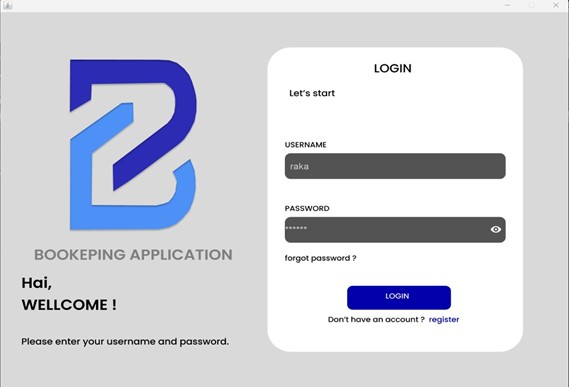 BOOKEPING APPLICATION
Hai,
WELLCOME !
Please enter your username and password.
LOGIN
Let's start
USERNAME
raka
PASSWORD
******
forgot password ?
LOGIN
Don't have an account ? register